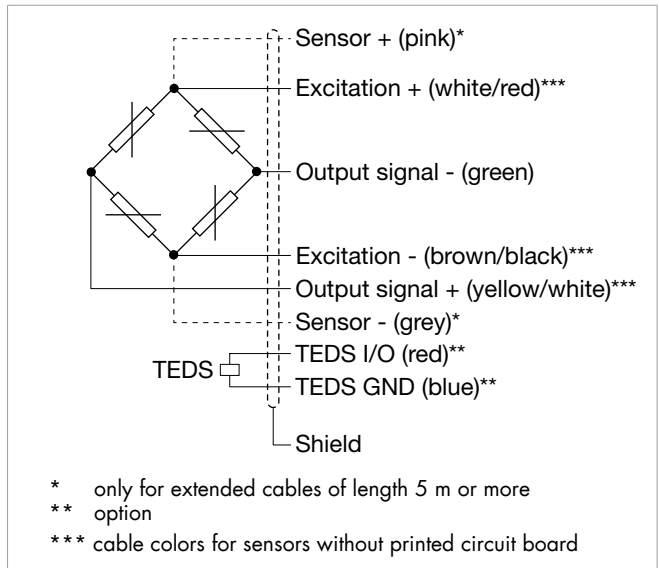 Sensor + (pink)*
Excitation + (white/red)***
Output signal - (green)
Excitation - (brown/black)***
Output signal + (yellow/white)***
Sensor - (grey)*
TEDS I/O (red)**
TEDS
TEDS GND (blue)**
Shield
* only for extended cables of length 5 m or more
** option
*** cable colors for sensors without printed circuit board